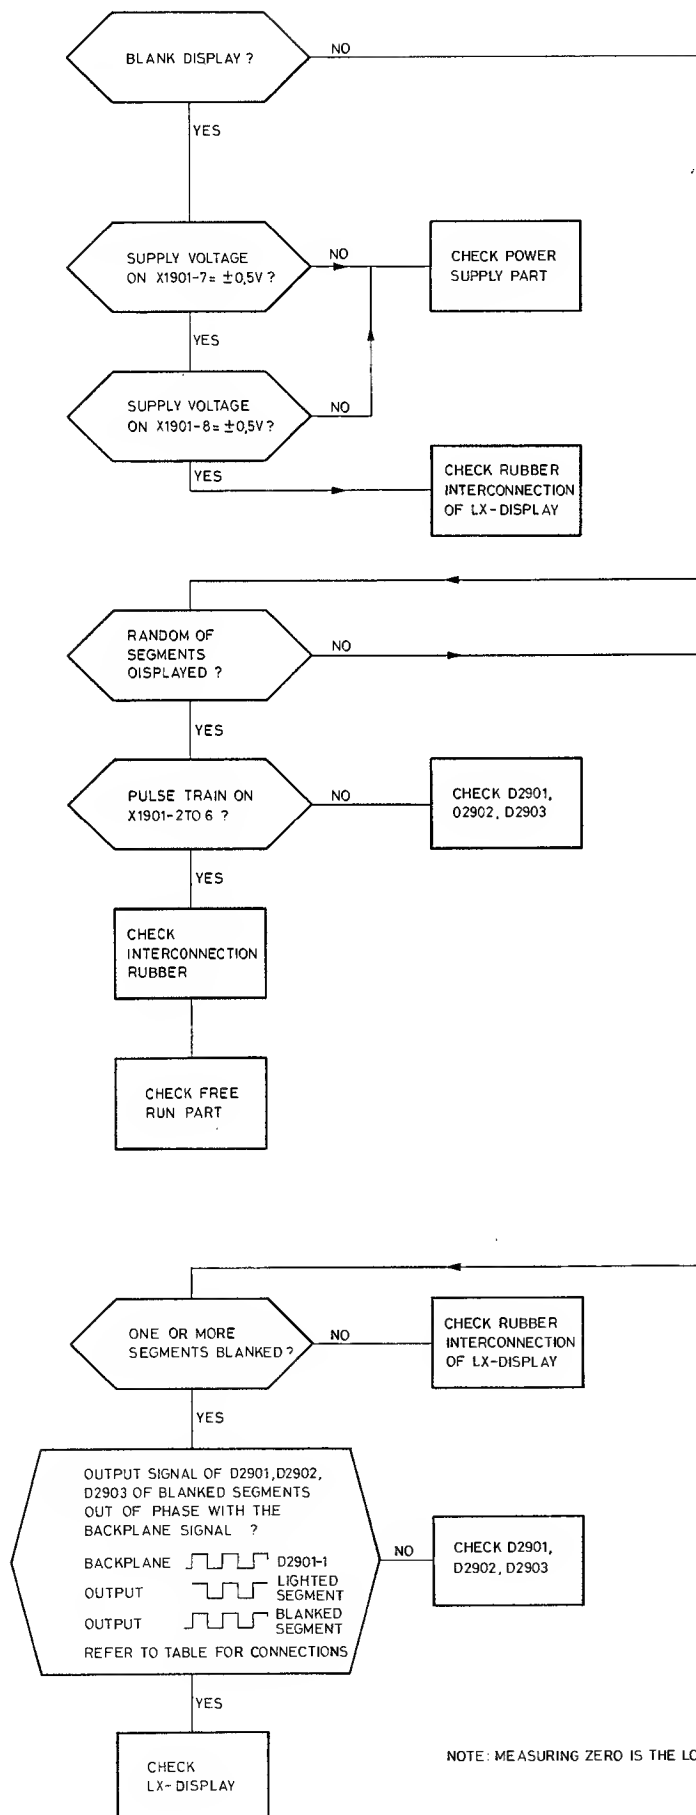 BLANK DISPLAY ?
NO
YES
SUPPLY VOLTAGE
ON X1901-7= ±0,5V ?
NO
CHECK POWER
SUPPLY PART
YES
SUPPLY VOLTAGE
ON X1901-8= ±0,5V ?
NO
YES
CHECK RUBBER
INTERCONNECTION
OF LX-DISPLAY
RANDOM OF
SEGMENTS
OISPLAYED ?
NO
YES
PULSE TRAIN ON
X1901-2TO 6 ?
NO
CHECK D2901,
O2902, D2903
YES
CHECK
INTERCONNECTION
RUBBER
CHECK FREE
RUN PART
ONE OR MORE
SEGMENTS BLANKED ?
NO
CHECK RUBBER
INTERCONNECTION
OF LX-DISPLAY
YES
OUTPUT SIGNAL OF D2901, D2902,
D2903 OF BLANKED SEGMENTS
OUT OF PHASE WITH THE
BACKPLANE SIGNAL ?
BACKPLANE D2901-1
OUTPUT LIGHTED SEGMENT
OUTPUT BLANKED SEGMENT
REFER TO TABLE FOR CONNECTIONS
NO
CHECK D2901,
D2902, D2903
YES
CHECK
LX-DISPLAY
NOTE: MEASURING ZERO IS THE LO